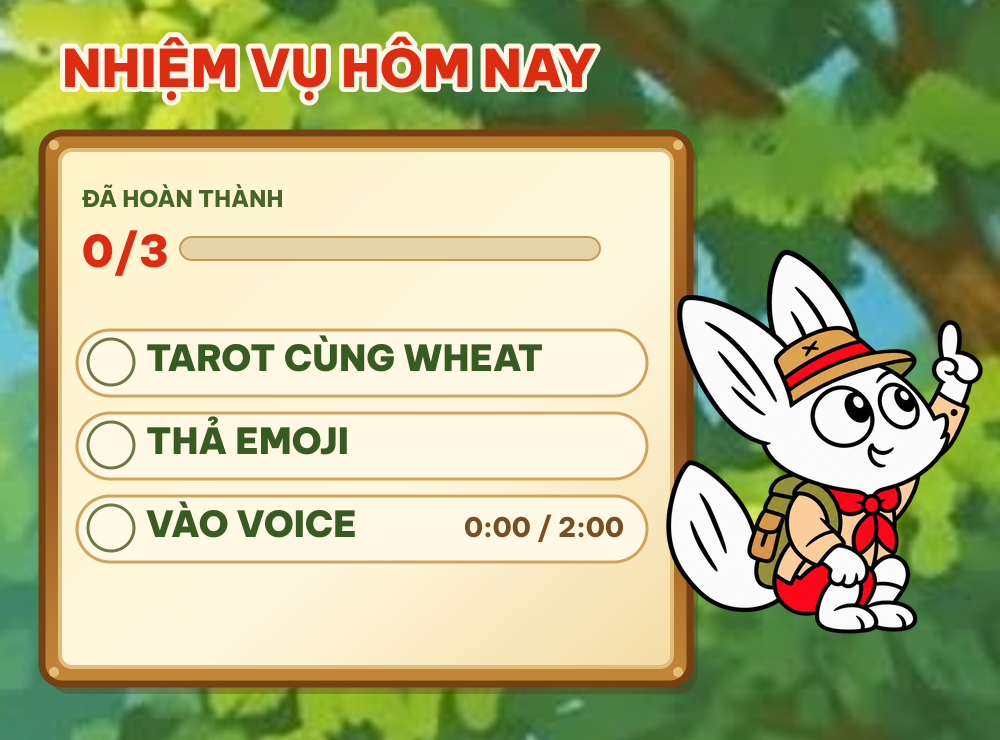 NHIỆM VỤ HÔM NAY
ĐÃ HOÀN THÀNH
0/3
TAROT CÙNG WHEAT
THẢ EMOJI
VÀO VOICE 0:00 / 2:00